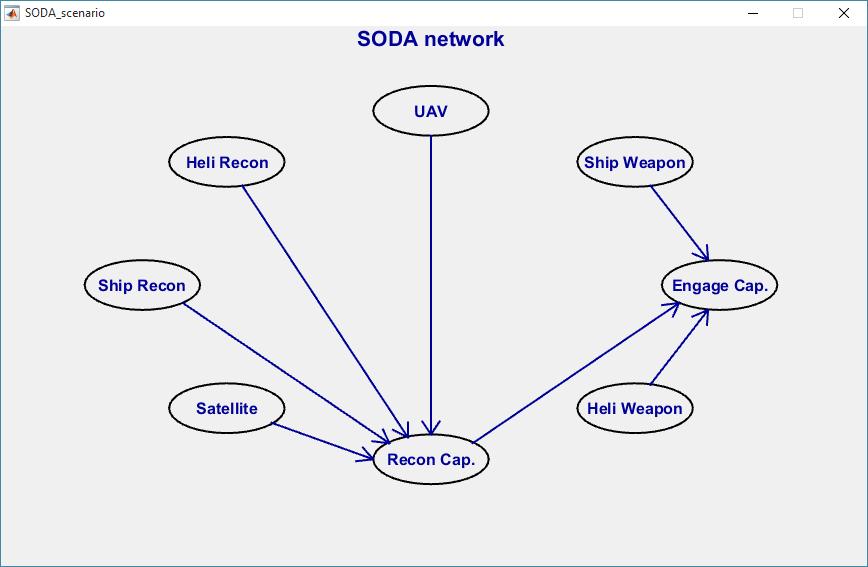 SODA_scenario
SODA network
UAV
Heli Recon
Ship Weapon
Ship Recon
Engage Cap.
Satellite
Heli Weapon
Recon Cap.